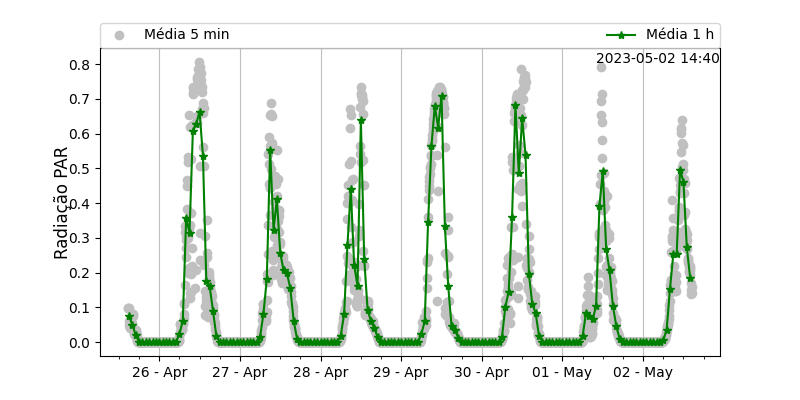 Média 5 min
Média 1 h
2023-05-02 14:40
Radiação PAR
0.8
0.7
0.6
0.5
0.4
0.3
0.2
0.1
0.0
26 - Apr
27 - Apr
28 - Apr
29 - Apr
30 - Apr
01 - May
02 - May